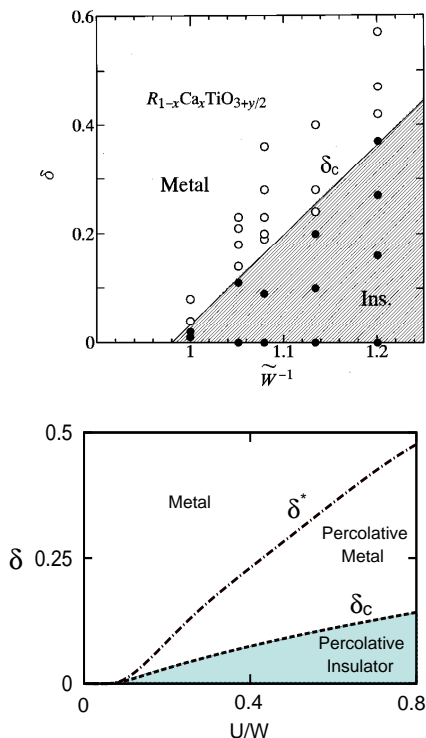 0.6
R1-xCaxTiO3+y/2
0.4
δc
δ
Metal
0.2
Ins.
0
1
1.1
1.2
W̃⁻¹
0.5
δ*
Metal
Percolative
Metal
δ
0.25
δc
Percolative
Insulator
0
0
0.4
0.8
U/W